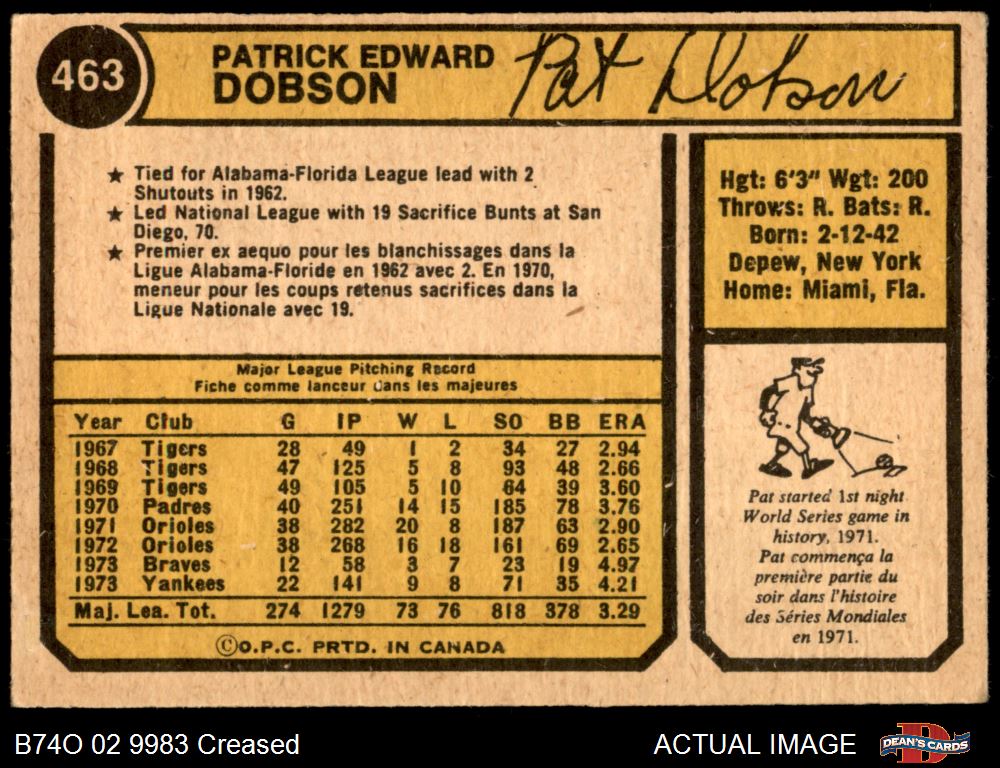 463
PATRICK EDWARD
DOBSON
Pat Dobson
★ Tied for Alabama-Florida League lead with 2
Shutouts in 1962.
★ Led National League with 19 Sacrifice Bunts at San
Diego, 70.
★ Premier ex aequo pour les blanchissages dans la
Ligue Alabama-Floride en 1962 avec 2. En 1970,
meneur pour les coups retenus sacrifices dans la
Ligue Nationale avec 19.
Hgt: 6'3" Wgt: 200
Throws: R. Bats: R.
Born: 2-12-42
Depew, New York
Home: Miami, Fla.
Major League Pitching Record
Fiche comme lanceur dans les majeures
Year Club G IP W L SO BB ERA
1967 Tigers 28 49 1 2 34 27 2.94
1968 Tigers 47 125 5 8 93 48 2.66
1969 Tigers 49 105 5 10 64 39 3.60
1970 Padres 40 251 14 15 185 78 3.76
1971 Orioles 38 282 20 8 187 63 2.90
1972 Orioles 38 268 16 18 161 69 2.65
1973 Braves 12 58 3 7 23 19 4.97
1973 Yankees 22 141 9 8 71 35 4.21
Maj. Lea. Tot. 274 1279 73 76 818 378 3.29
©O.P.C. PRTD. IN CANADA
Pat started 1st night
World Series game in
history, 1971.
Pat commença la
première partie du
soir dans l'histoire
des Séries Mondiales
en 1971.
B74O 02 9983 Creased
ACTUAL IMAGE
DEAN'S CARDS